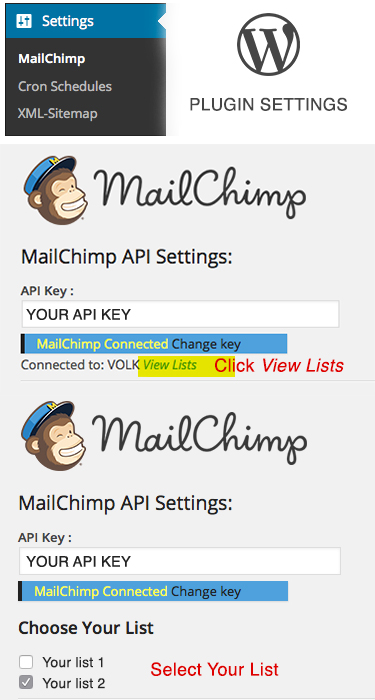 Settings
MailChimp
Cron Schedules
XML-Sitemap
PLUGIN SETTINGS
MailChimp
MailChimp API Settings:
API Key :
YOUR API KEY
MailChimp Connected Change key
Connected to: VOLK View Lists Click View Lists
MailChimp
MailChimp API Settings:
API Key :
YOUR API KEY
MailChimp Connected Change key
Choose Your List
Your list 1
Your list 2
Select Your List